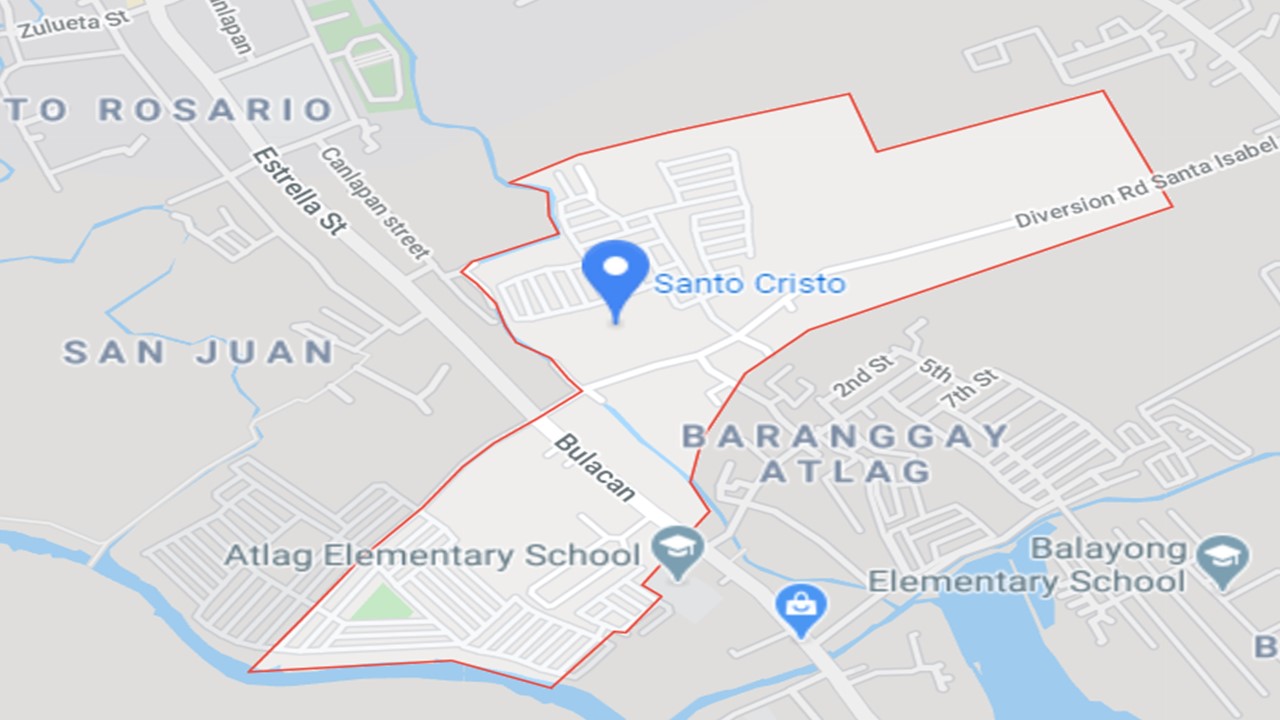 Zulueta St
nlapan
TO ROSARIO
Estrella St
Canlapan street
Diversion Rd Santa Isabel
Santo Cristo
SAN JUAN
2nd St
5th
7th St
BARANGGAY
ATLAG
Bulacan
Atlag Elementary School
Balayong
Elementary School
B